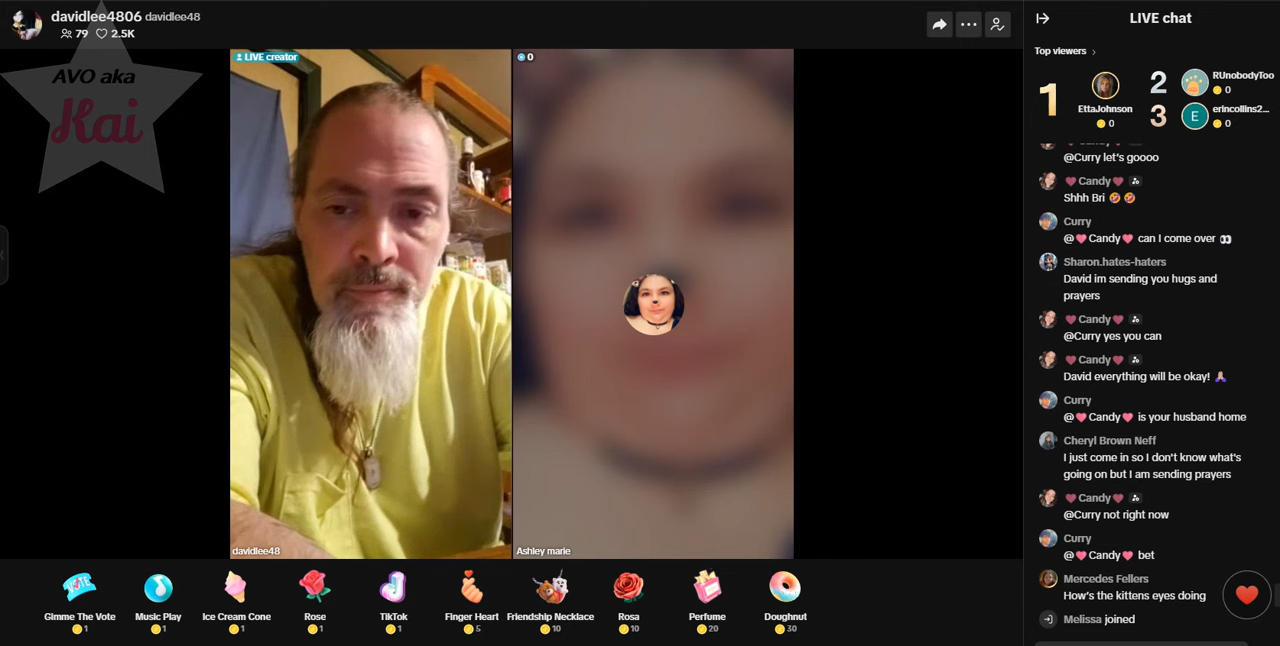 davidlee4806 davidlee48
79 2.5K
AVO aka
Kai
LIVE creator
0
davidlee48
Ashley marie
Gimme The Vote
1
Music Play
1
Ice Cream Cone
1
Rose
1
TikTok
1
Finger Heart
5
Friendship Necklace
10
Rosa
10
Perfume
20
Doughnut
30
LIVE chat
Top viewers
1
EttaJohnson
0
2
RUnobodyToo
0
3
E
erincollins2...
0
@Curry let's goooo
Candy
Shhh Bri
Curry
@Candy can I come over
Sharon.hates-haters
David im sending you hugs and
prayers
Candy
@Curry yes you can
Candy
David everything will be okay!
Curry
@Candy is your husband home
Cheryl Brown Neff
I just come in so I don't know what's
going on but I am sending prayers
Candy
@Curry not right now
Curry
@Candy bet
Mercedes Fellers
How's the kittens eyes doing
Melissa joined